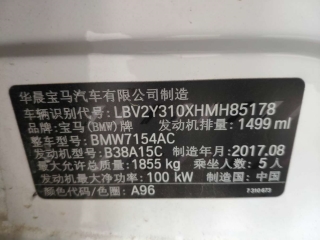 华晨宝马汽车有限公司制造
车辆识别代号: LBV2Y310XHMH85178
品牌: 宝马(BMW)牌 发动机排量: 1499 ml
整车型号: BMW7154AC
发动机型号: B38A15C 制造年月: 2017.08
最大允许总质量: 1855 kg 乘坐人数: 5 人
发动机最大净功率: 100 kW 制造国: 中国
颜色代码/色圈: A96